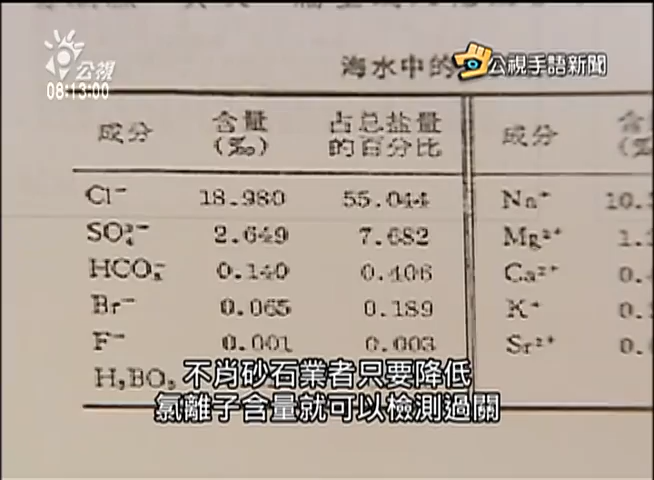 公視
08:13:00
海水中的
公視手語新聞
成分 含量 占总盐量 成分
(‰) 的百分比
Cl⁻ 18.980 55.044 Na⁺
SO₄²⁻ 2.649 7.682 Mg²⁺
HCO₃⁻ 0.140 0.406 Ca²⁺
Br⁻ 0.065 0.189 K⁺
F⁻ 0.001 0.003 Sr²⁺
H₃BO₃
不肖砂石業者只要降低
氯離子含量就可以檢測過關